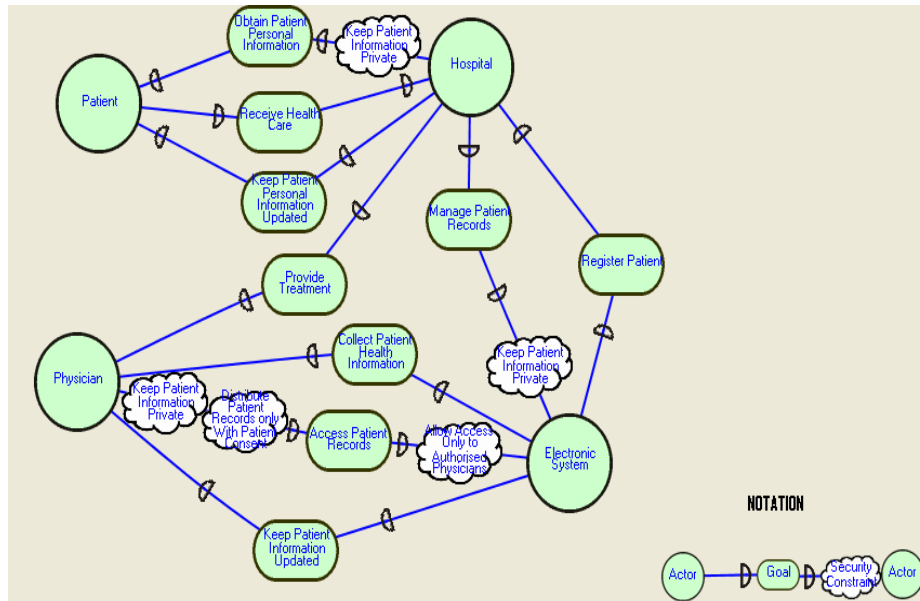 Obtain Patient
Personal
Information
Keep Patient
Information
Private
Hospital
Patient
Receive Health
Care
Keep Patient
Personal
Information
Updated
Manage Patient
Records
Register Patient
Provide
Treatment
Collect Patient
Health
Information
Keep Patient
Information
Private
Physician
Keep Patient
Information
Private
Distribute
Patient
Records only
With Patient
Consent
Access Patient
Records
Allow Access
Only to
Authorised
Physicians
Electronic
System
Keep Patient
Information
Updated
NOTATION
Actor
Goal
Security
Constraint
Actor